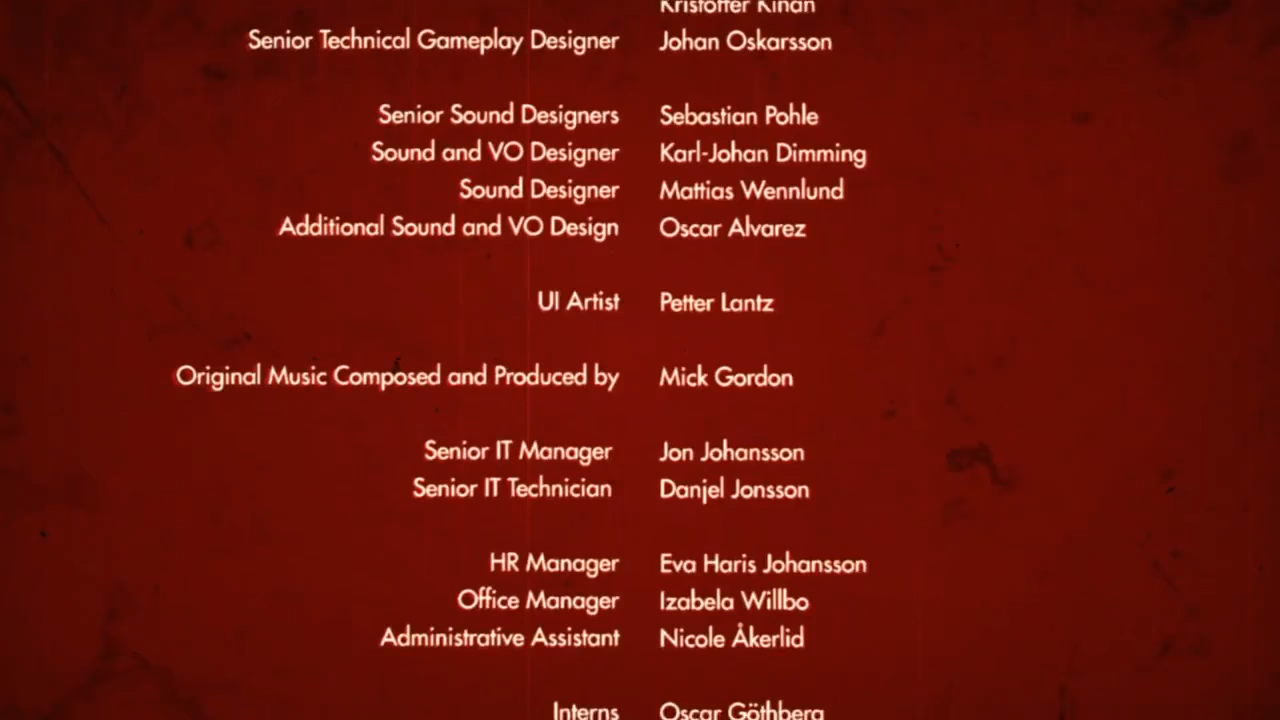 Kristoffer Kinan
Senior Technical Gameplay Designer Johan Oskarsson
Senior Sound Designers Sebastian Pohle
Sound and VO Designer Karl-Johan Dimming
Sound Designer Mattias Wennlund
Additional Sound and VO Design Oscar Alvarez
UI Artist Petter Lantz
Original Music Composed and Produced by Mick Gordon
Senior IT Manager Jon Johansson
Senior IT Technician Danjel Jonsson
HR Manager Eva Haris Johansson
Office Manager Izabela Willbo
Administrative Assistant Nicole Åkerlid
Interns Oscar Göthberg